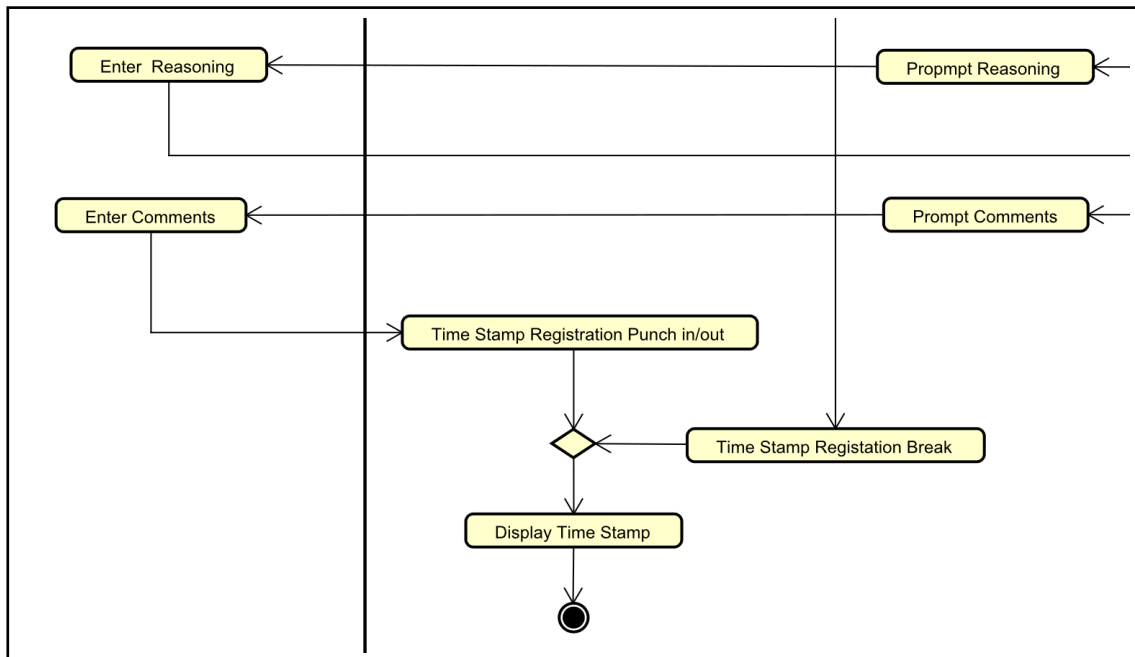 Enter Reasoning
Propmpt Reasoning
Enter Comments
Prompt Comments
Time Stamp Registration Punch in/out
Time Stamp Registation Break
Display Time Stamp